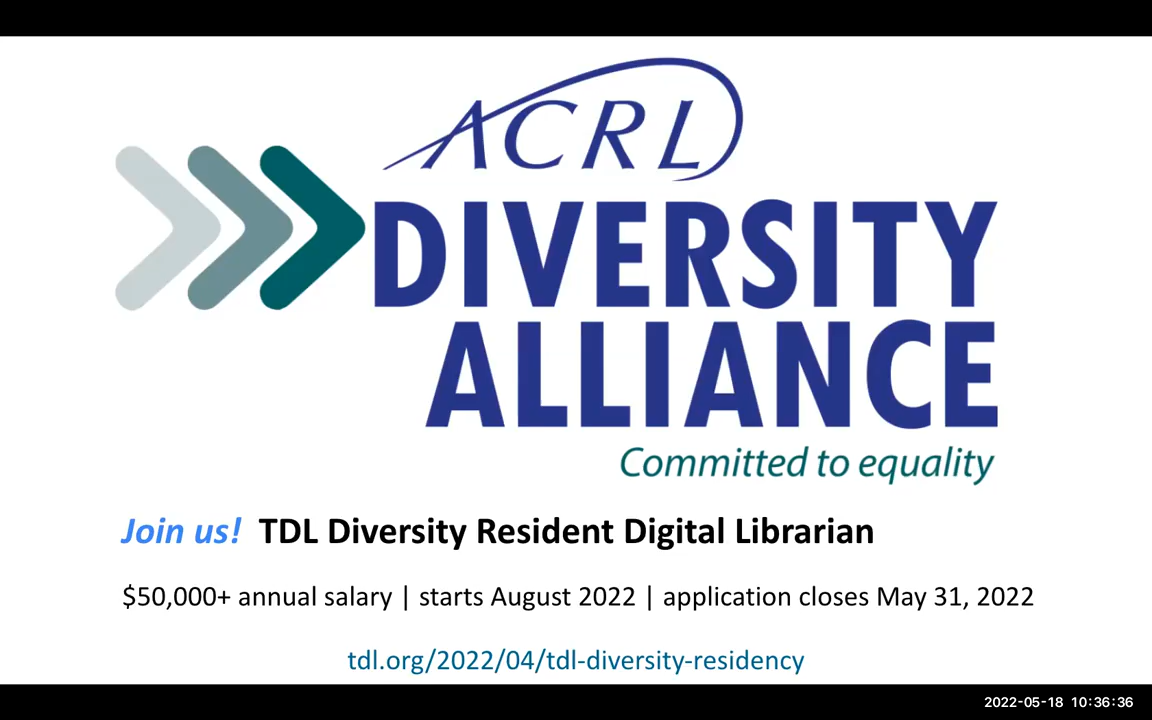 ACRL
DIVERSITY
ALLIANCE
Committed to equality
Join us! TDL Diversity Resident Digital Librarian
$50,000+ annual salary | starts August 2022 | application closes May 31, 2022
tdl.org/2022/04/tdl-diversity-residency
2022-05-18 10:36:36